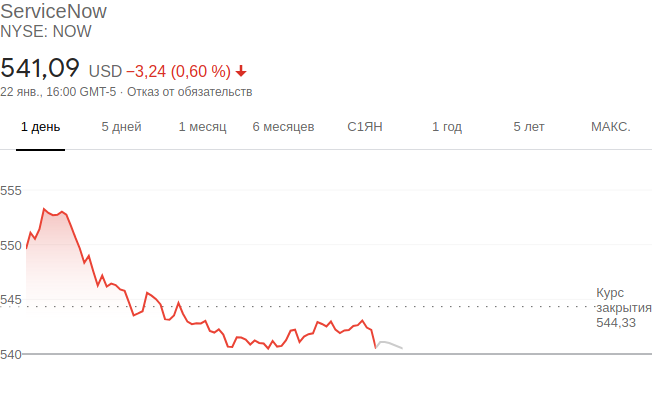 ServiceNow
NYSE: NOW
541,09 USD −3,24 (0,60 %)
22 янв., 16:00 GMT-5 · Отказ от обязательств
1 день 5 дней 1 месяц 6 месяцев С1ЯН 1 год 5 лет МАКС.
555
550
545
540
Курс
закрытия
544,33